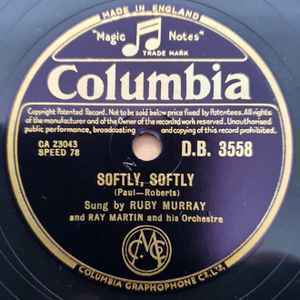 MADE IN ENGLAND
"Magic Notes"
TRADE MARK
Columbia
Copyright Patented Record. Not to be sold below price fixed by Patentees. All rights
of the manufacturer and of the Owner of the recorded work reserved. Unauthorised
public performance, broadcasting and copying of this record prohibited.
CA 23043
SPEED 78
D.B. 3558
SOFTLY, SOFTLY
(Paul—Roberts)
Sung by RUBY MURRAY
and RAY MARTIN and his Orchestra
COLUMBIA GRAPHOPHONE Co., Ltd.